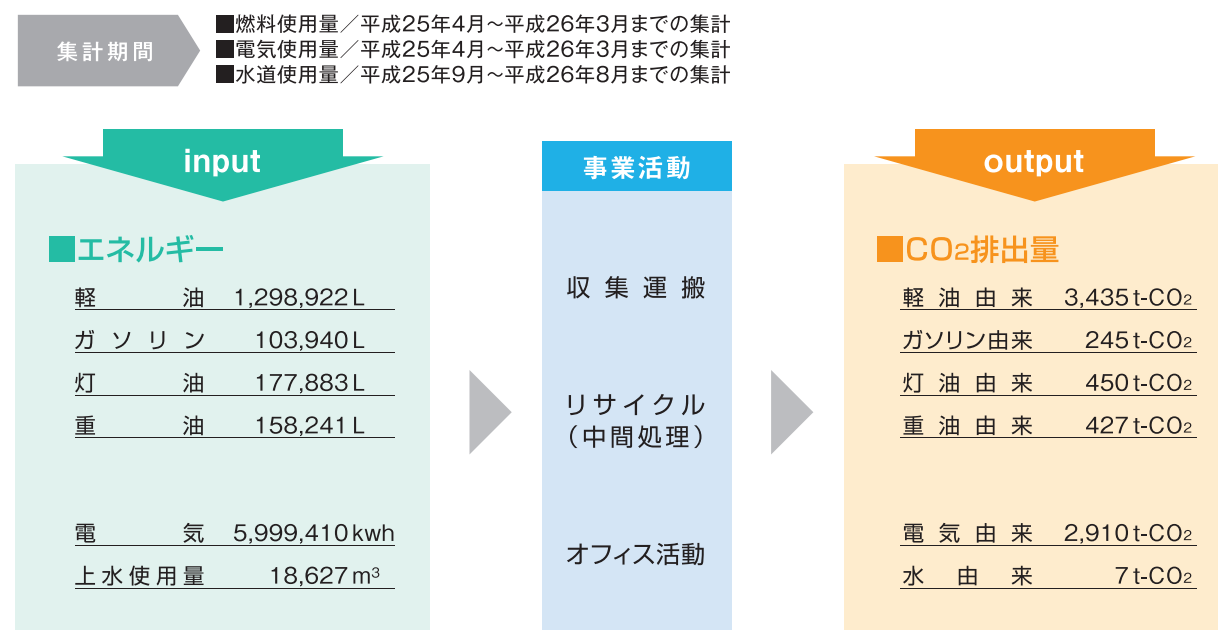 集計期間
■燃料使用量／平成25年4月～平成26年3月までの集計
■電気使用量／平成25年4月～平成26年3月までの集計
■水道使用量／平成25年9月～平成26年8月までの集計
input
■エネルギー
軽油 1,298,922L
ガソリン 103,940L
灯油 177,883L
重油 158,241L
電気 5,999,410kwh
上水使用量 18,627m³
事業活動
収集運搬
リサイクル
（中間処理）
オフィス活動
output
■CO₂排出量
軽油由来 3,435t-CO₂
ガソリン由来 245t-CO₂
灯油由来 450t-CO₂
重油由来 427t-CO₂
電気由来 2,910t-CO₂
水由来 7t-CO₂